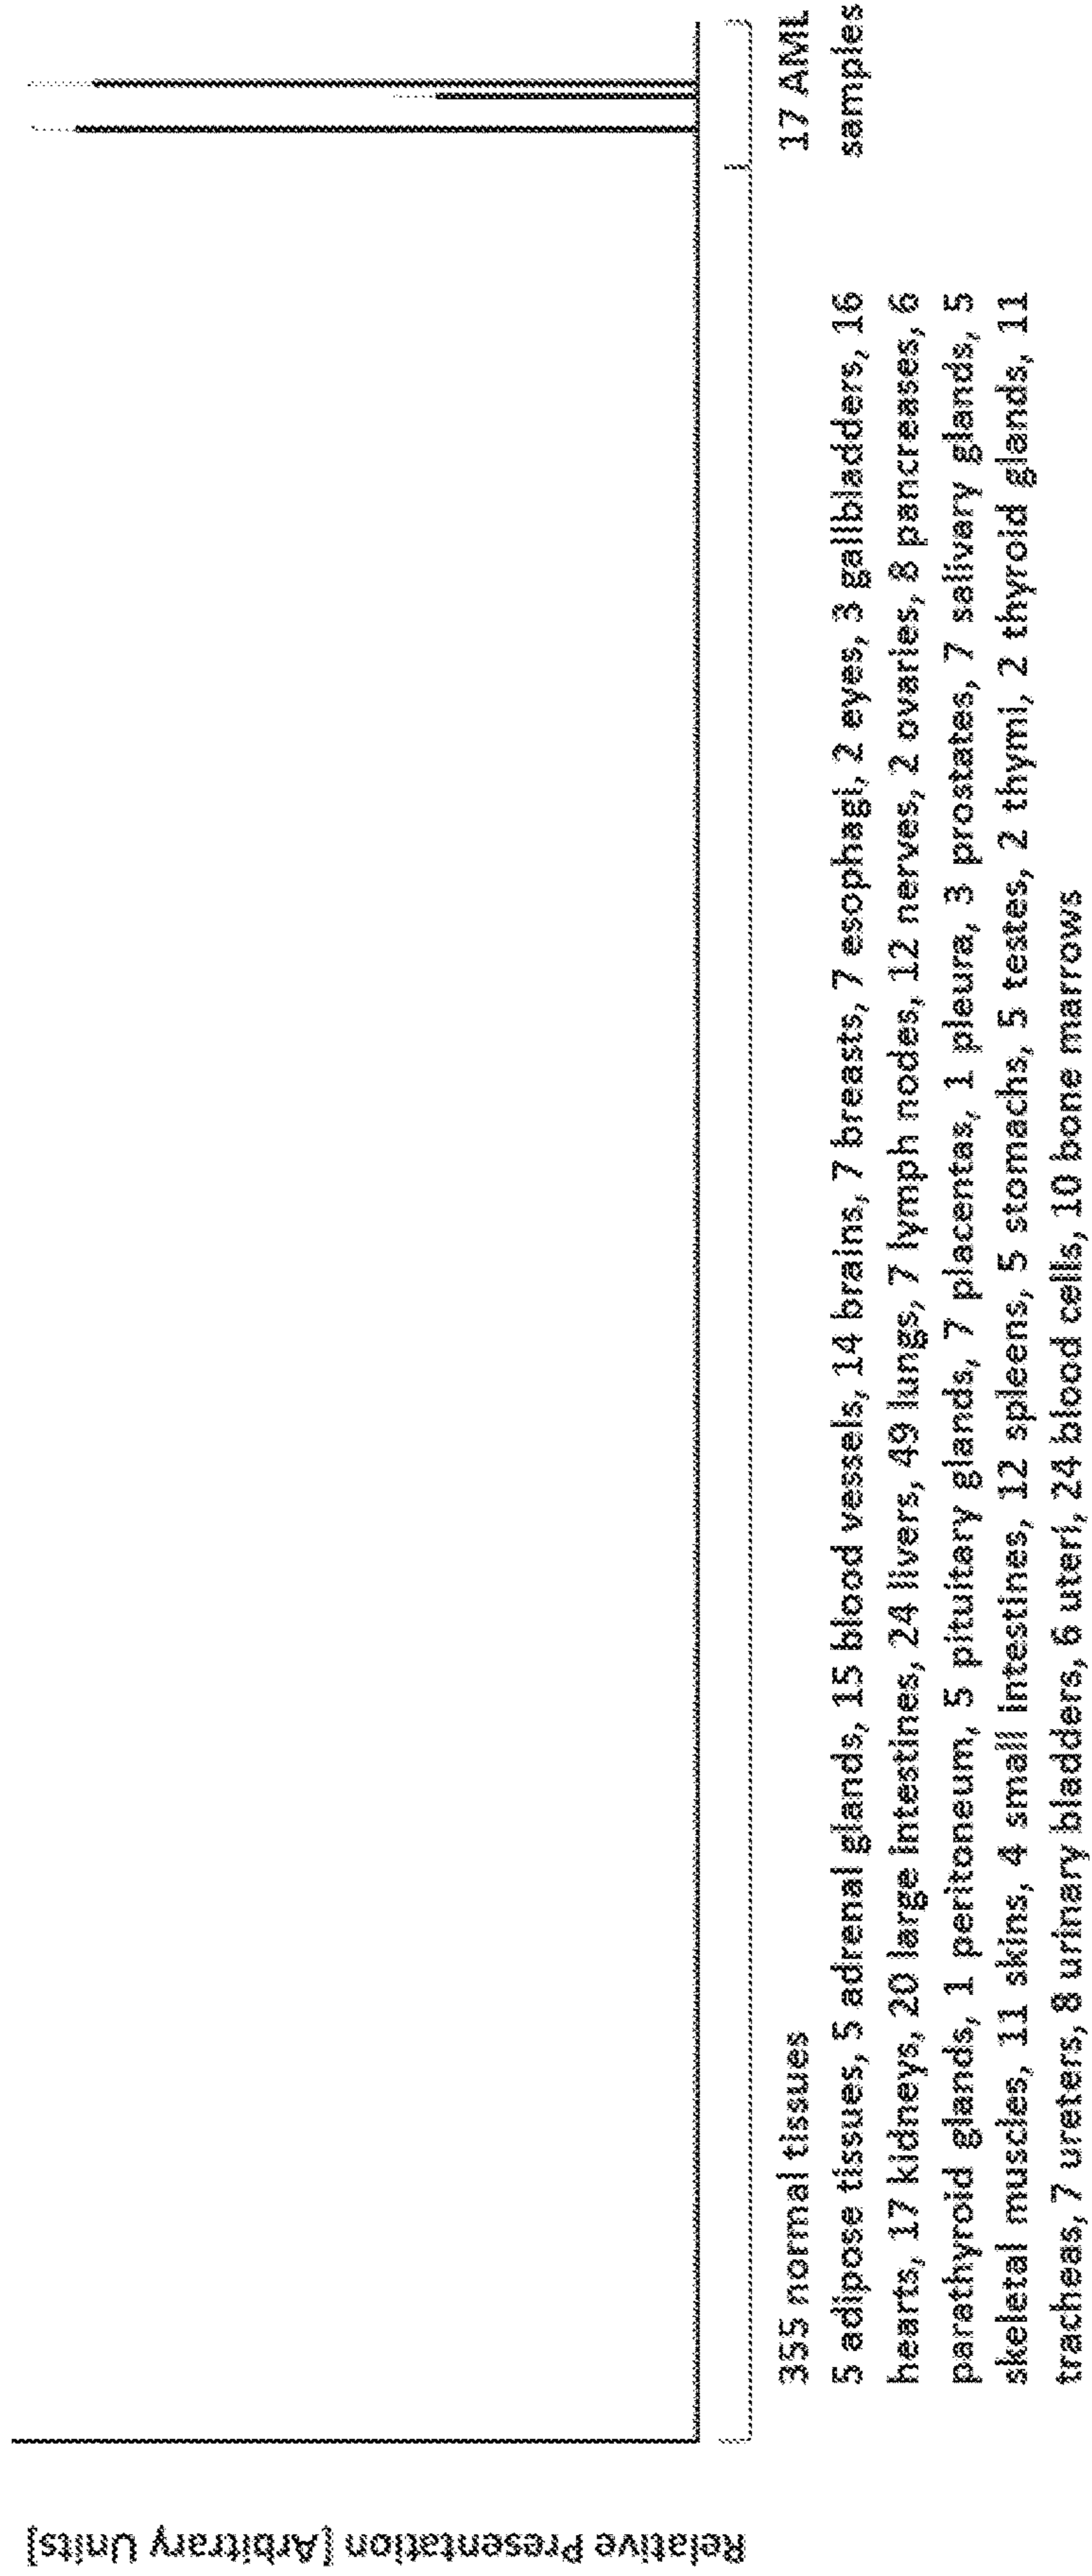 Relative Presentation [Arbitrary Units]
355 normal tissues
17 AML
samples
5 adipose tissues, 5 adrenal glands, 15 blood vessels, 14 brains, 7 breasts, 7 esophagi, 2 eyes, 3 gallbladders, 16
hearts, 17 kidneys, 20 large intestines, 24 livers, 49 lungs, 7 lymph nodes, 12 nerves, 2 ovaries, 8 pancreases, 6
parathyroid glands, 1 peritoneum, 5 pituitary glands, 7 placentas, 1 pleura, 3 prostates, 7 salivery glands, 5
skeletal muscles, 11 skins, 4 small intestines, 12 spleens, 5 stomachs, 5 testes, 2 thymi, 2 thyroid glands, 11
tracheas, 7 ureters, 8 urinary bladders, 6 uteri, 24 blood cells, 10 bone marrows